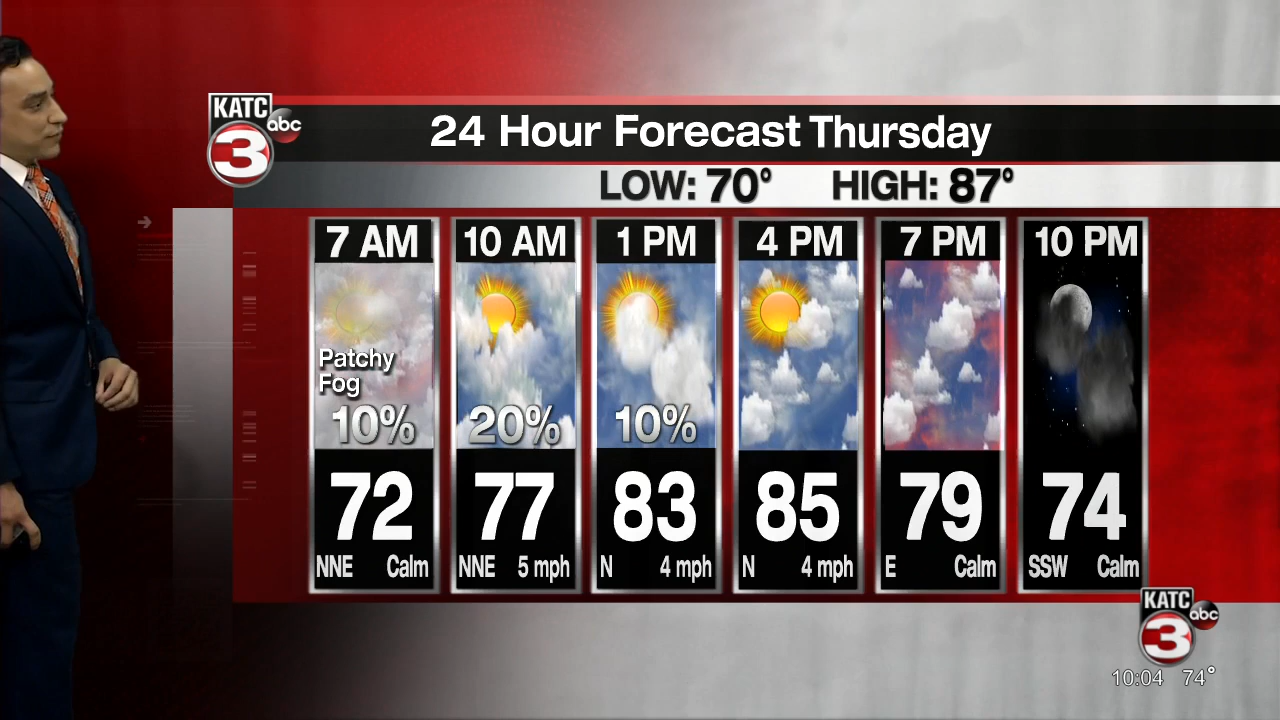 KATC
abc
3
24 Hour Forecast Thursday
LOW: 70° HIGH: 87°
7 AM
Patchy
Fog
10%
72
NNE Calm
10 AM
20%
77
NNE 5 mph
1 PM
10%
83
N 4 mph
4 PM
85
N 4 mph
7 PM
79
E Calm
10 PM
74
SSW Calm
KATC
abc
3
10:04 74°